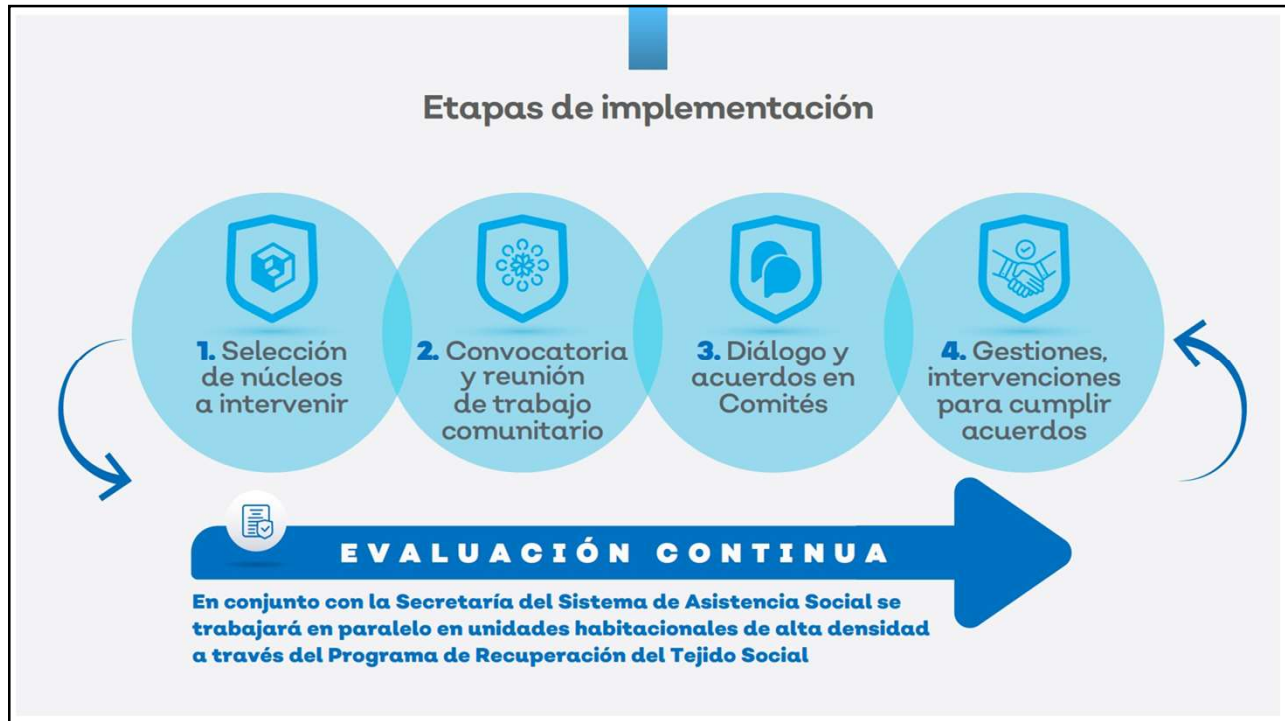 Etapas de implementación
1. Selección
de núcleos
a intervenir
2. Convocatoria
y reunión
de trabajo
comunitario
3. Diálogo y
acuerdos en
Comités
4. Gestiones,
intervenciones
para cumplir
acuerdos
EVALUACIÓN CONTINUA
En conjunto con la Secretaría del Sistema de Asistencia Social se
trabajará en paralelo en unidades habitacionales de alta densidad
a través del Programa de Recuperación del Tejido Social